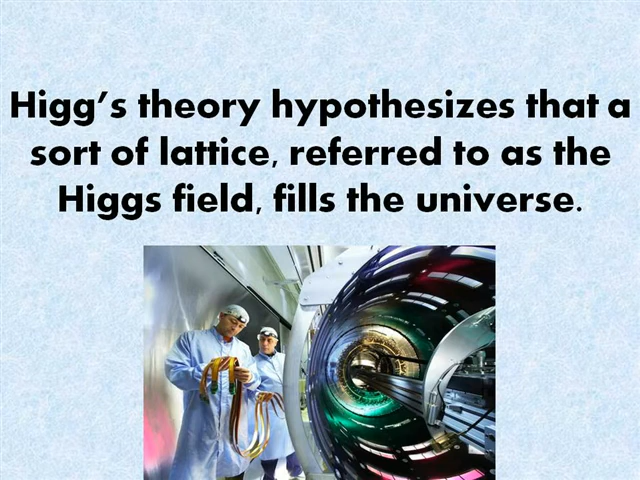 Higg's theory hypothesizes that a
sort of lattice, referred to as the
Higgs field, fills the universe.